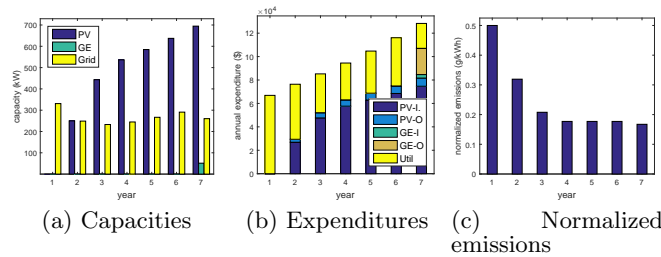 700
600
500
400
300
200
100
capacity (kW)
PV
GE
Grid
1 2 3 4 5 6 7
year
(a) Capacities
×10⁴
12
10
8
6
4
2
0
annual expenditure ($)
PV-I.
PV-O
GE-I
GE-O
Util
1 2 3 4 5 6 7
year
(b) Expenditures
0.5
0.4
0.3
0.2
0.1
0
normalized emissions (g/kWh)
1 2 3 4 5 6 7
year
(c) Normalized
emissions